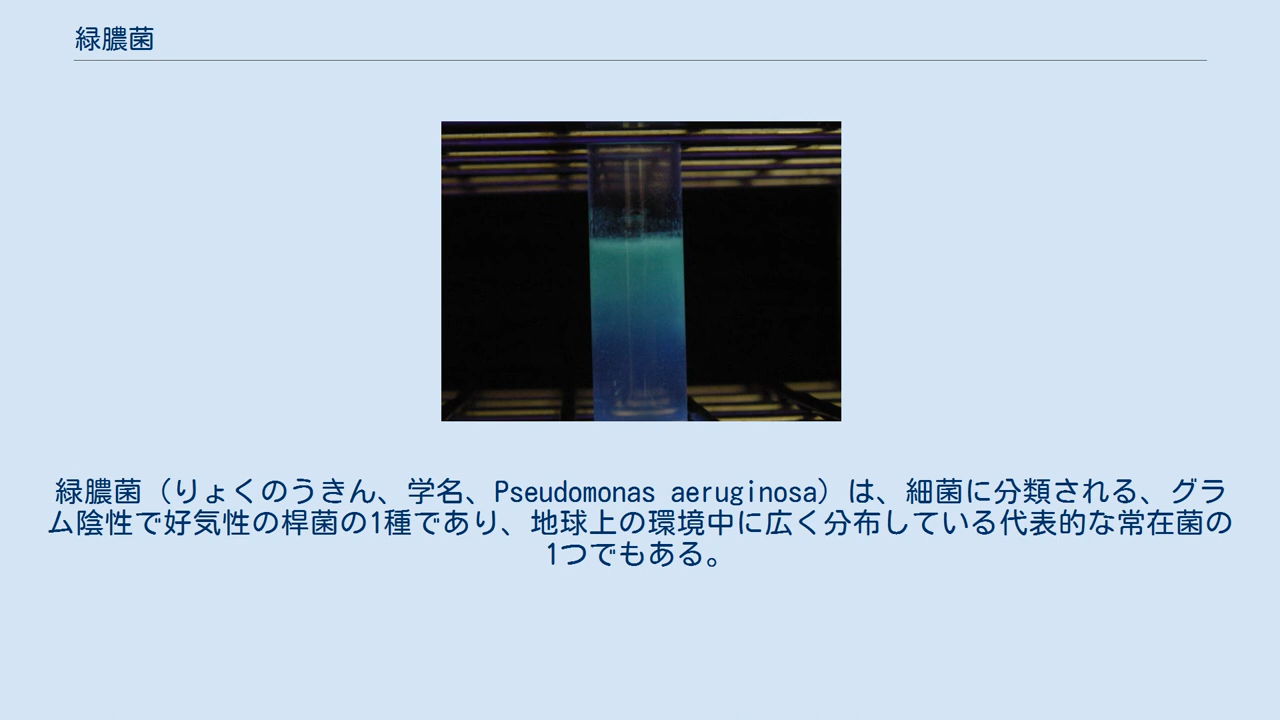 緑膿菌
緑膿菌（りょくのうきん、学名、Pseudomonas aeruginosa）は、細菌に分類される、グラ
ム陰性で好気性の桿菌の1種であり、地球上の環境中に広く分布している代表的な常在菌の
1つでもある。